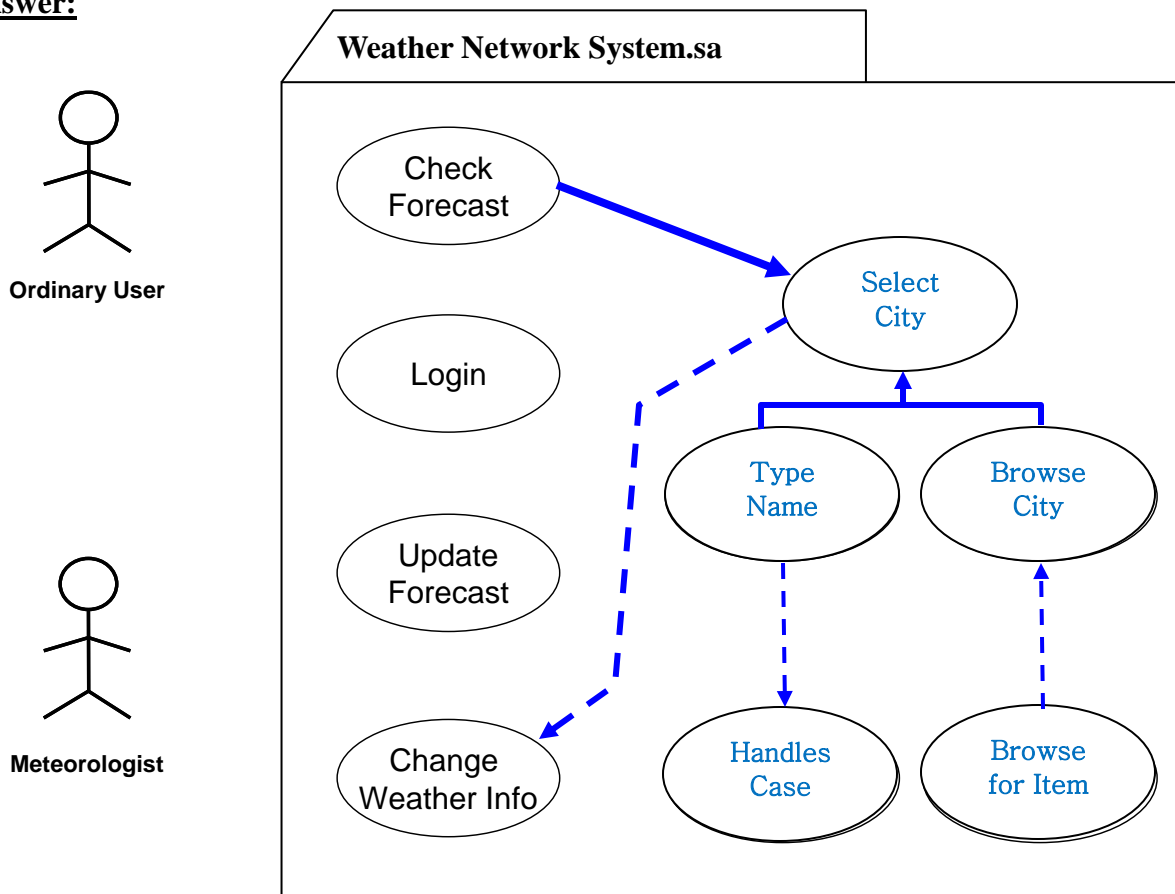 swer:
Weather Network System.sa
Check
Forecast
Select
City
Ordinary User
Login
Type
Name
Browse
City
Update
Forecast
Meteorologist
Change
Weather Info
Handles
Case
Browse
for Item